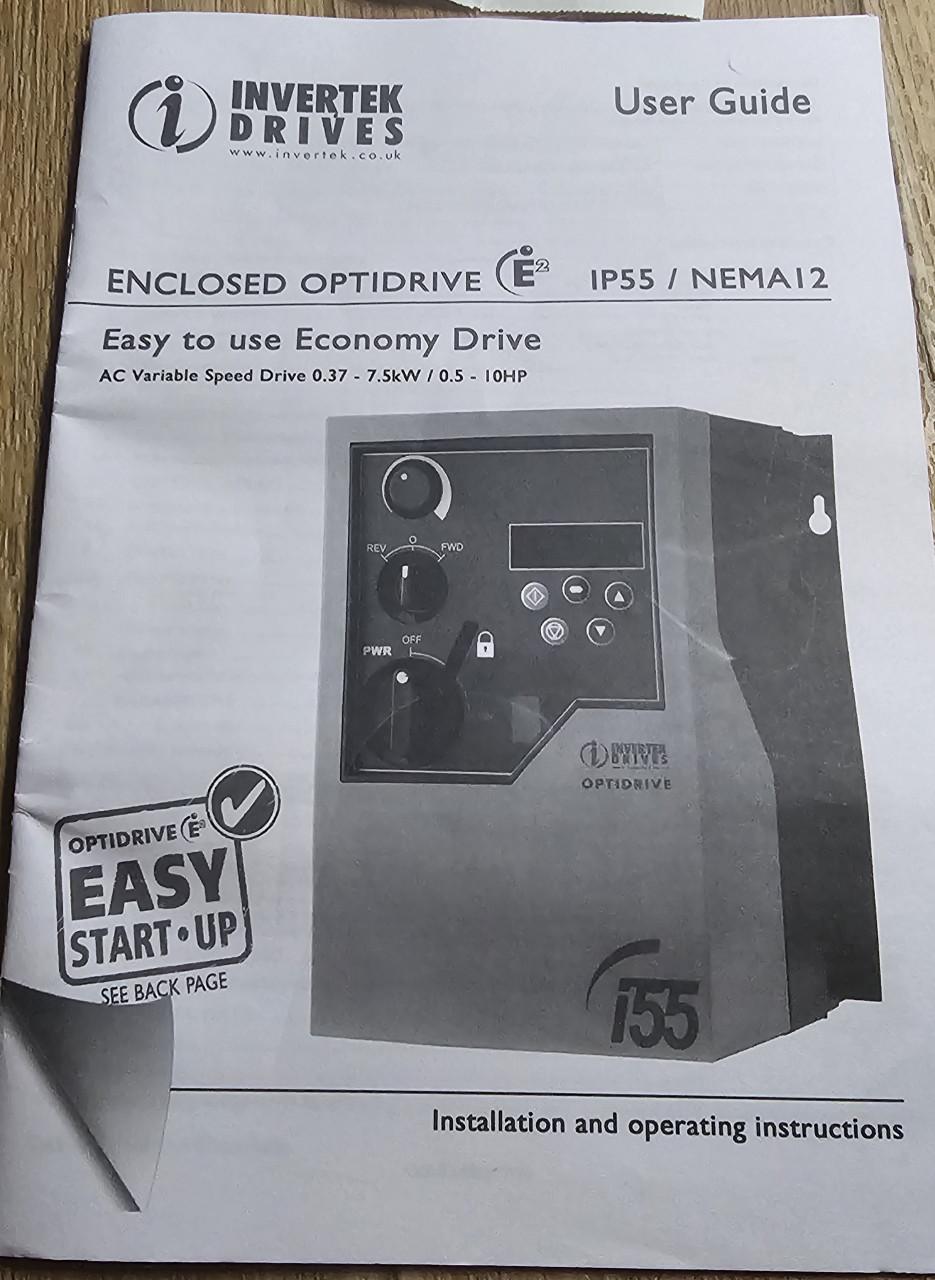 INVERTEK
DRIVES
www.invertek.co.uk
User Guide
ENCLOSED OPTIDRIVE E² IP55 / NEMA12
Easy to use Economy Drive
AC Variable Speed Drive 0.37 - 7.5kW / 0.5 - 10HP
REV O FWD
OFF
PWR
INVERTEK
DRIVES
OPTIDRIVE
OPTIDRIVE E²
EASY
START•UP
SEE BACK PAGE
i55
Installation and operating instructions